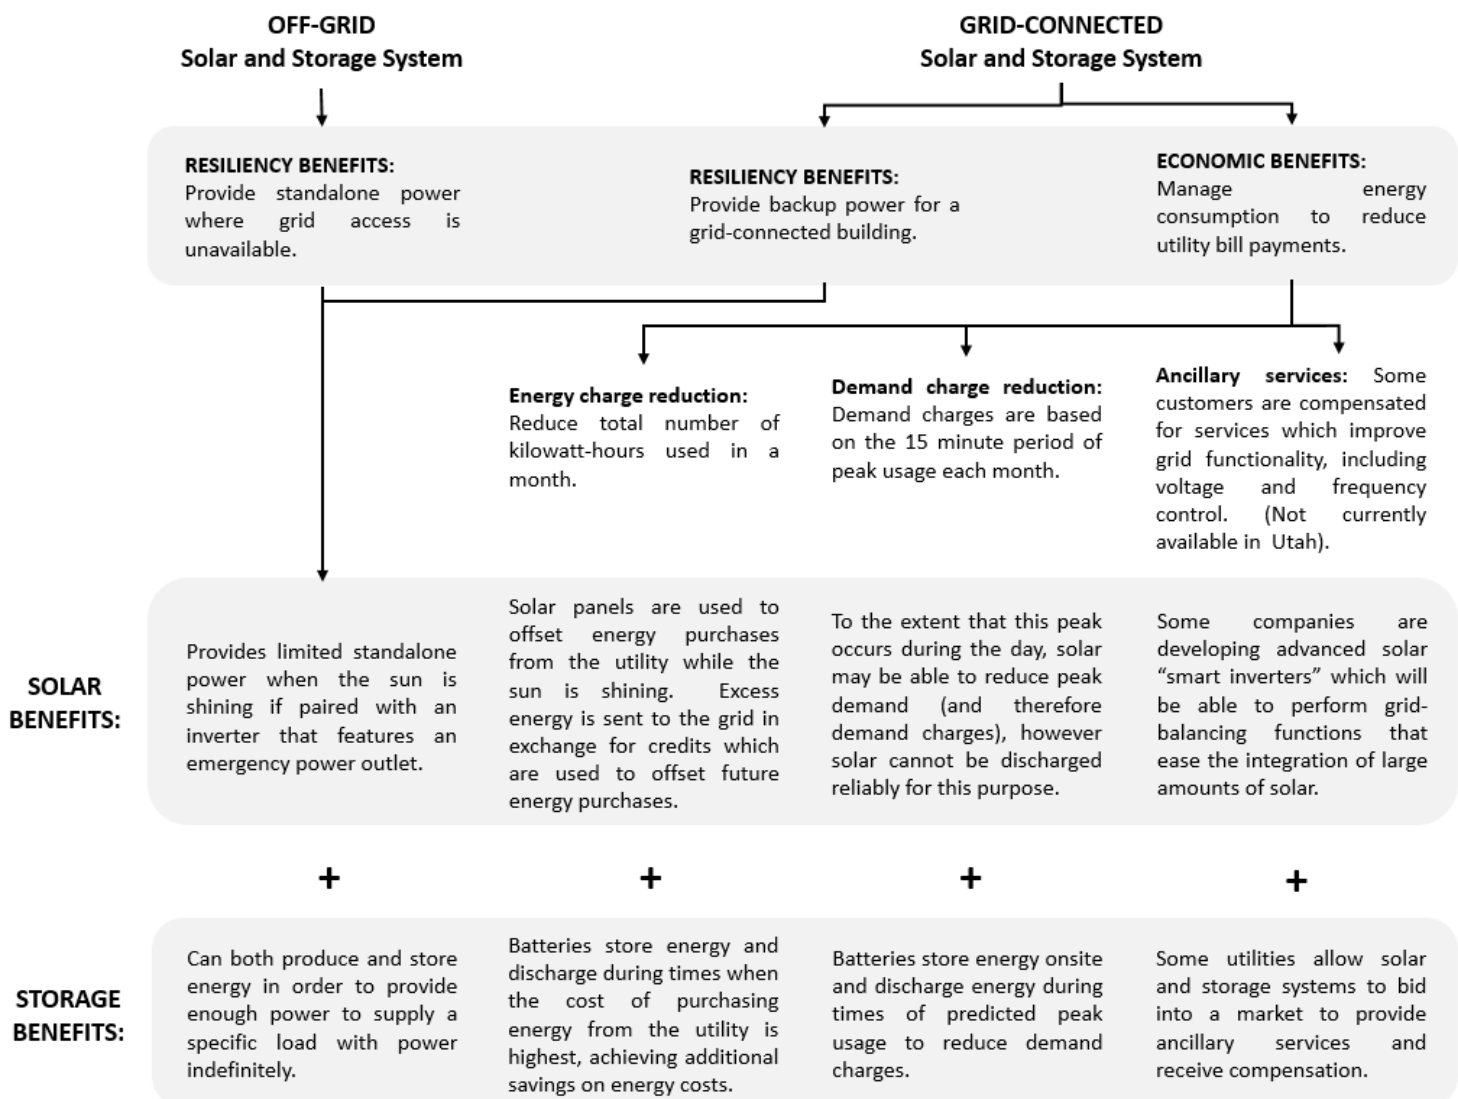 OFF-GRID
Solar and Storage System
GRID-CONNECTED
Solar and Storage System
RESILIENCY BENEFITS:
Provide standalone power
where grid access is
unavailable.
RESILIENCY BENEFITS:
Provide backup power for a
grid-connected building.
ECONOMIC BENEFITS:
Manage energy
consumption to reduce
utility bill payments.
Energy charge reduction:
Reduce total number of
kilowatt-hours used in a
month.
Demand charge reduction:
Demand charges are based
on the 15 minute period of
peak usage each month.
Ancillary services: Some
customers are compensated
for services which improve
grid functionality, including
voltage and frequency
control. (Not currently
available in Utah).
SOLAR
BENEFITS:
Provides limited standalone
power when the sun is
shining if paired with an
inverter that features an
emergency power outlet.
Solar panels are used to
offset energy purchases
from the utility while the
sun is shining. Excess
energy is sent to the grid in
exchange for credits which
are used to offset future
energy purchases.
To the extent that this peak
occurs during the day, solar
may be able to reduce peak
demand (and therefore
demand charges), however
solar cannot be discharged
reliably for this purpose.
Some companies are
developing advanced solar
“smart inverters” which will
be able to perform grid-
balancing functions that
ease the integration of large
amounts of solar.
+ + + +
STORAGE
BENEFITS:
Can both produce and store
energy in order to provide
enough power to supply a
specific load with power
indefinitely.
Batteries store energy and
discharge during times when
the cost of purchasing
energy from the utility is
highest, achieving additional
savings on energy costs.
Batteries store energy onsite
and discharge energy during
times of predicted peak
usage to reduce demand
charges.
Some utilities allow solar
and storage systems to bid
into a market to provide
ancillary services and
receive compensation.